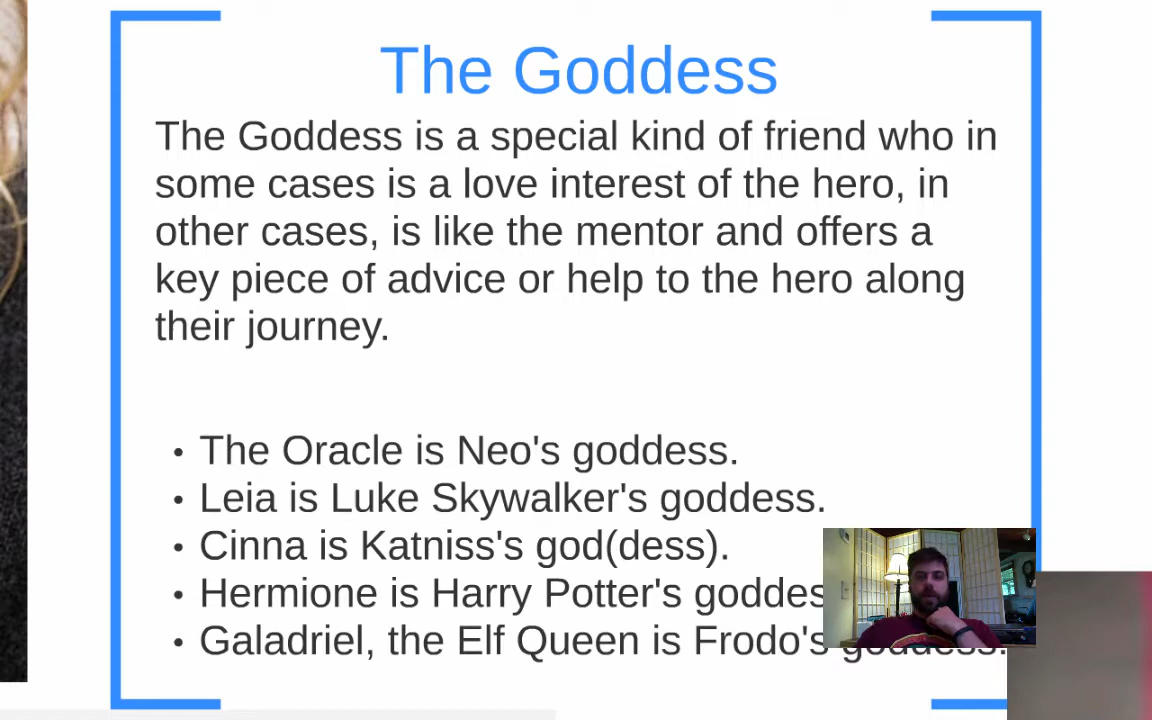 The Goddess
The Goddess is a special kind of friend who in
some cases is a love interest of the hero, in
other cases, is like the mentor and offers a
key piece of advice or help to the hero along
their journey.
• The Oracle is Neo's goddess.
• Leia is Luke Skywalker's goddess.
• Cinna is Katniss's god(dess).
• Hermione is Harry Potter's goddes
• Galadriel, the Elf Queen is Frodo's goddess.